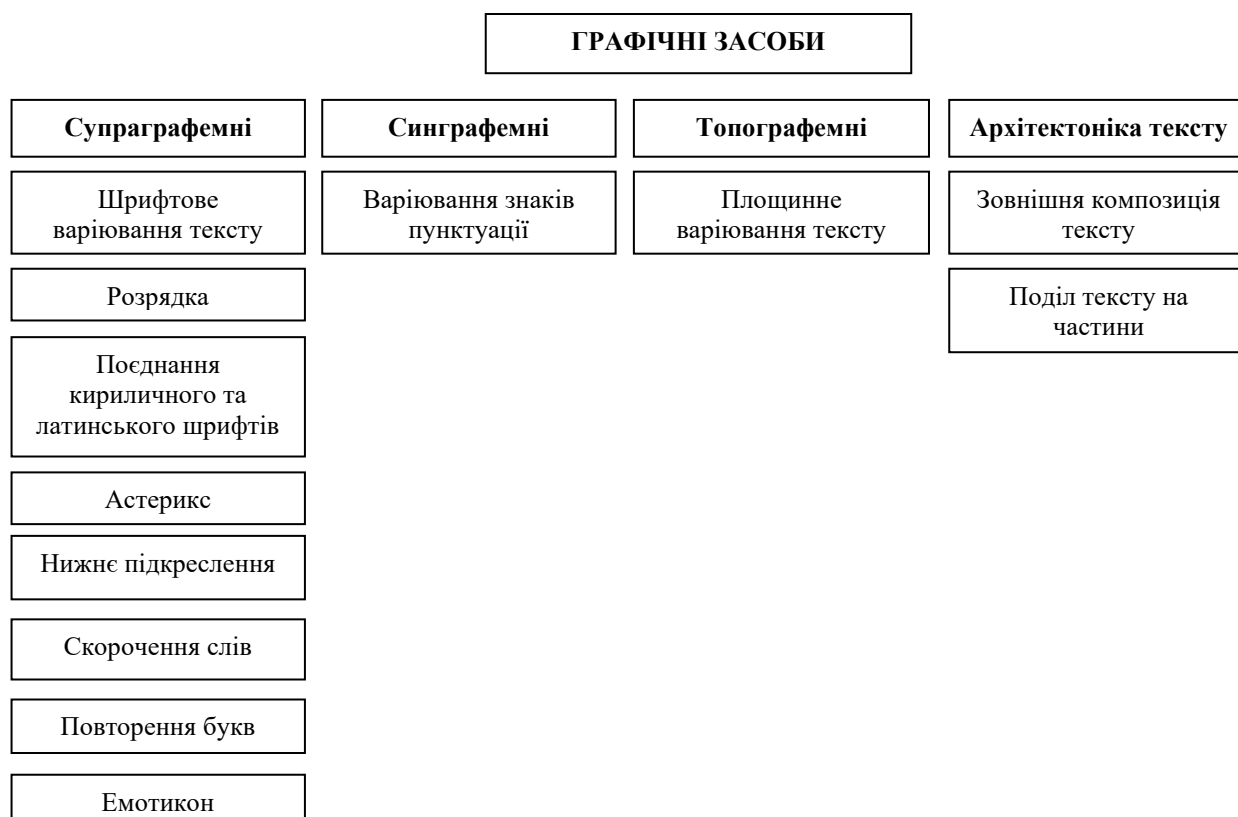 ГРАФІЧНІ ЗАСОБИ
Супраграфемні
Синграфемні
Топографемні
Архітектоніка тексту
Шрифтове
варіювання тексту
Варіювання знаків
пунктуації
Площинне
варіювання тексту
Зовнішня композиція
тексту
Розрядка
Поділ тексту на
частини
Поєднання
кириличного та
латинського шрифтів
Астерикс
Нижнє підкреслення
Скорочення слів
Повторення букв
Емотикон